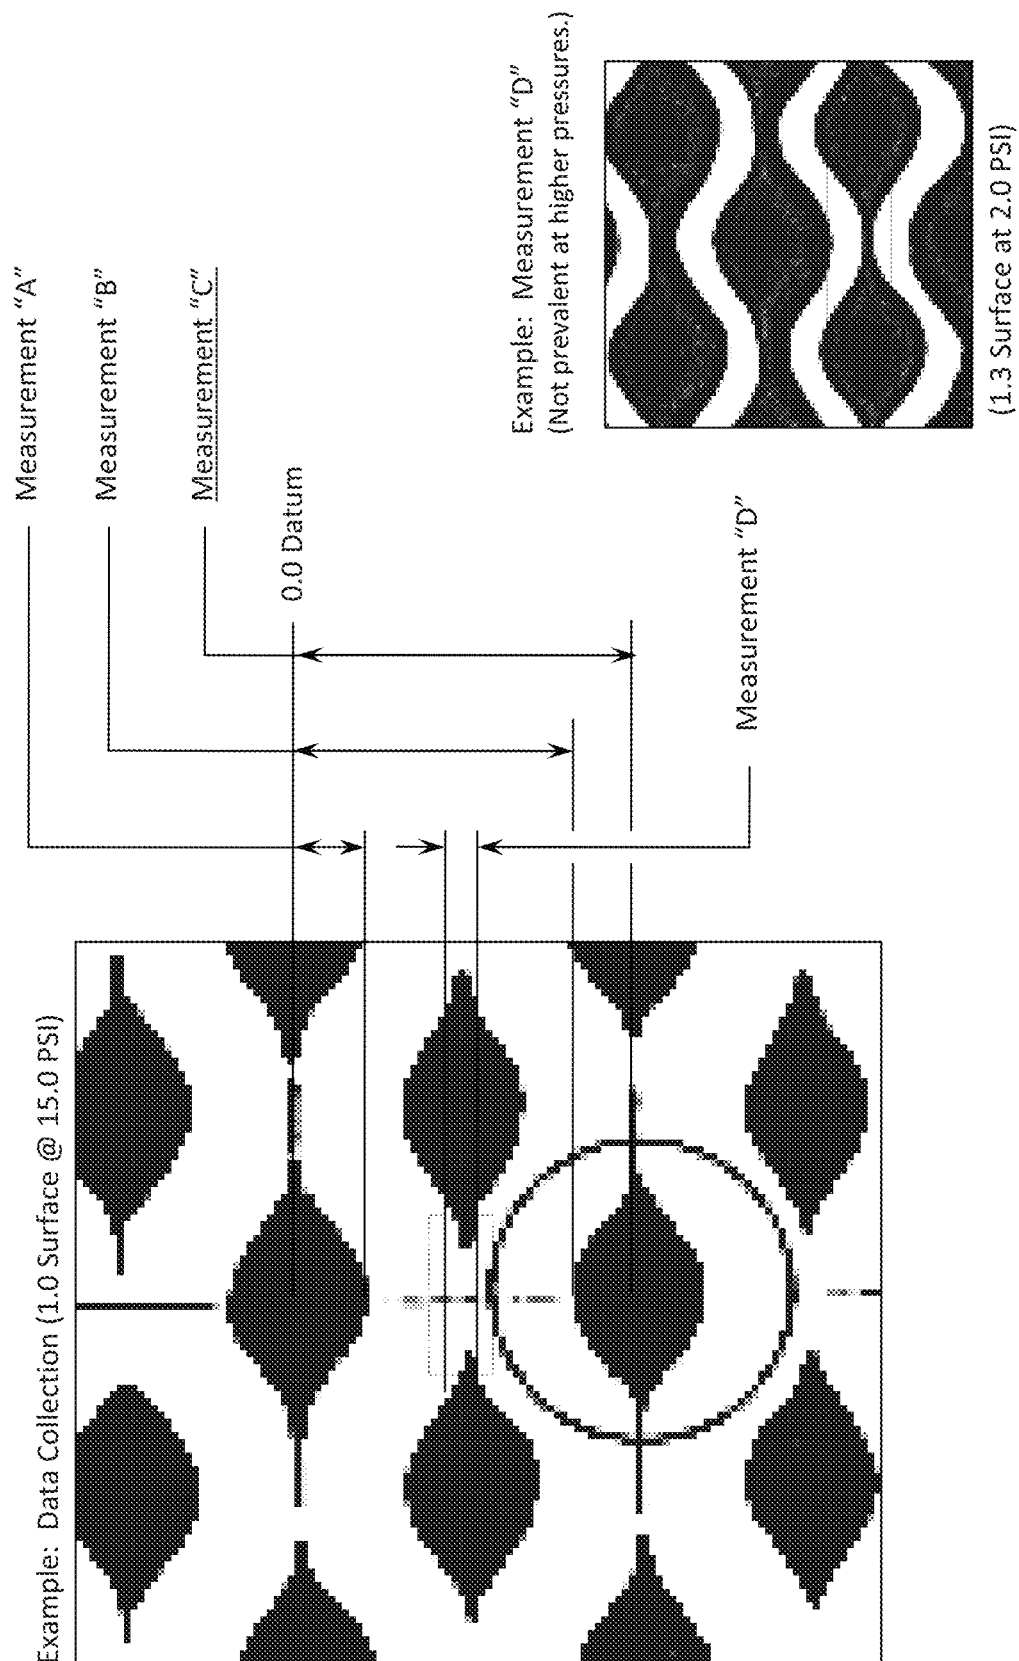 Example:  Data Collection (1.0 Surface @ 15.0 PSI)
Measurement “A”
Measurement “B”
Measurement “C”
0.0 Datum
Measurement “D”
Example:  Measurement “D”
(Not prevalent at higher pressures.)
(1.3 Surface at 2.0 PSI)